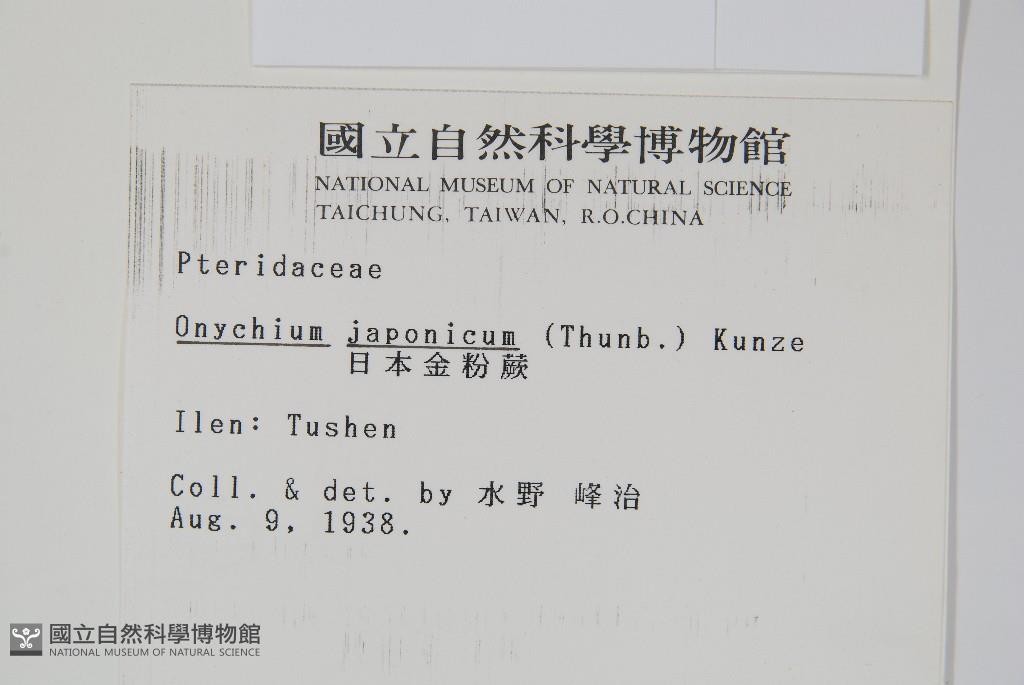 國立自然科學博物館
NATIONAL MUSEUM OF NATURAL SCIENCE
TAICHUNG, TAIWAN, R.O.CHINA
Pteridaceae
Onychium japonicum (Thunb.) Kunze
日本金粉蕨
Ilen: Tushen
Coll. & det. by 水野 峰治
Aug. 9, 1938.
國立自然科學博物館
NATIONAL MUSEUM OF NATURAL SCIENCE